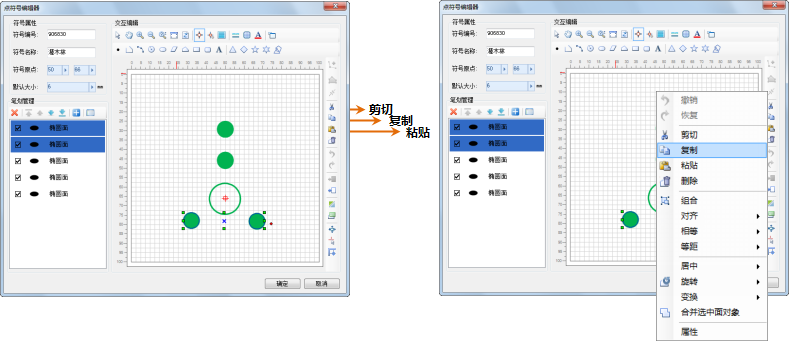 点符号编辑器
符号属性
符号编号:
906830
符号名称:
灌木林
符号原点:
50
66
默认大小:
6
mm
笔划管理
椭圆面
椭圆面
椭圆面
椭圆面
椭圆面
交互编辑
确定
取消
剪切
复制
粘贴
点符号编辑器
符号属性
符号编号:
906830
符号名称:
灌木林
符号原点:
50
66
默认大小:
6
mm
笔划管理
椭圆面
椭圆面
椭圆面
椭圆面
椭圆面
交互编辑
撤销
恢复
剪切
复制
粘贴
删除
组合
对齐
相等
等距
居中
旋转
变换
合并选中面对象
属性